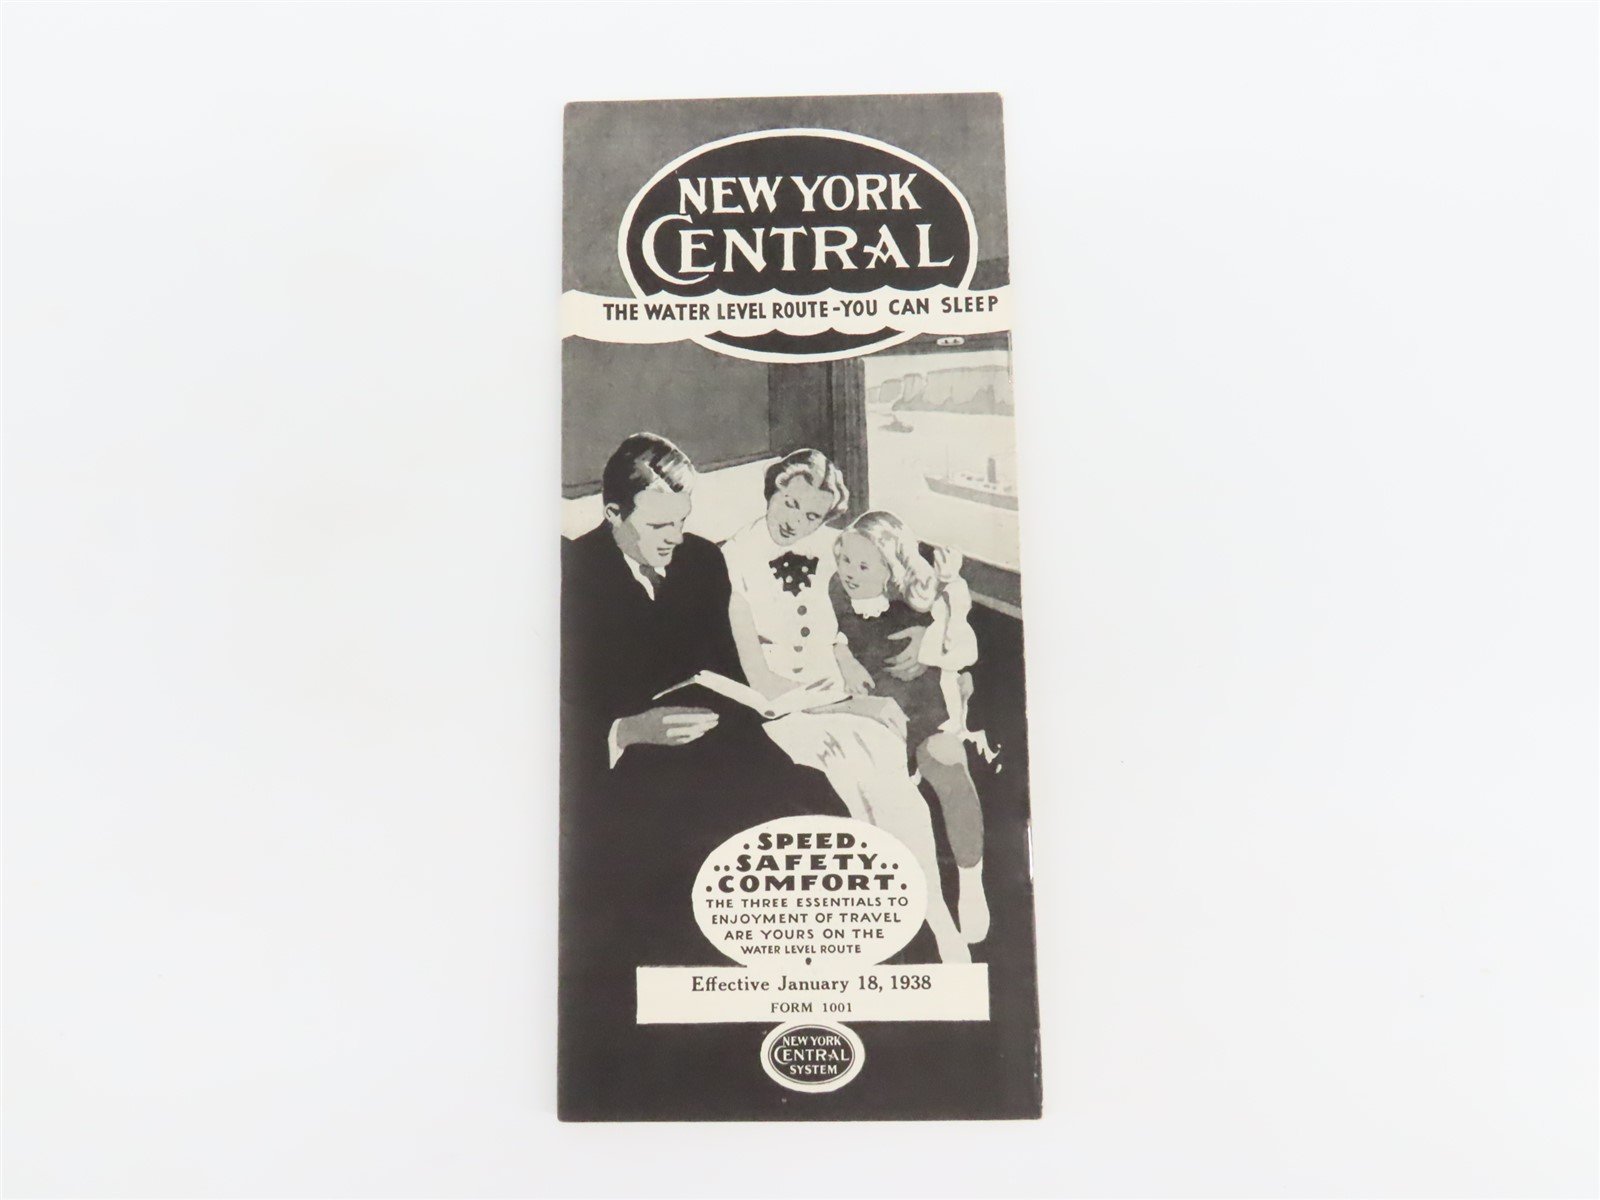 NEW YORK
CENTRAL
THE WATER LEVEL ROUTE-YOU CAN SLEEP
.SPEED.
..SAFETY..
.COMFORT.
THE THREE ESSENTIALS TO
ENJOYMENT OF TRAVEL
ARE YOURS ON THE
WATER LEVEL ROUTE
Effective January 18, 1938
FORM 1001
NEW YORK
CENTRAL
SYSTEM